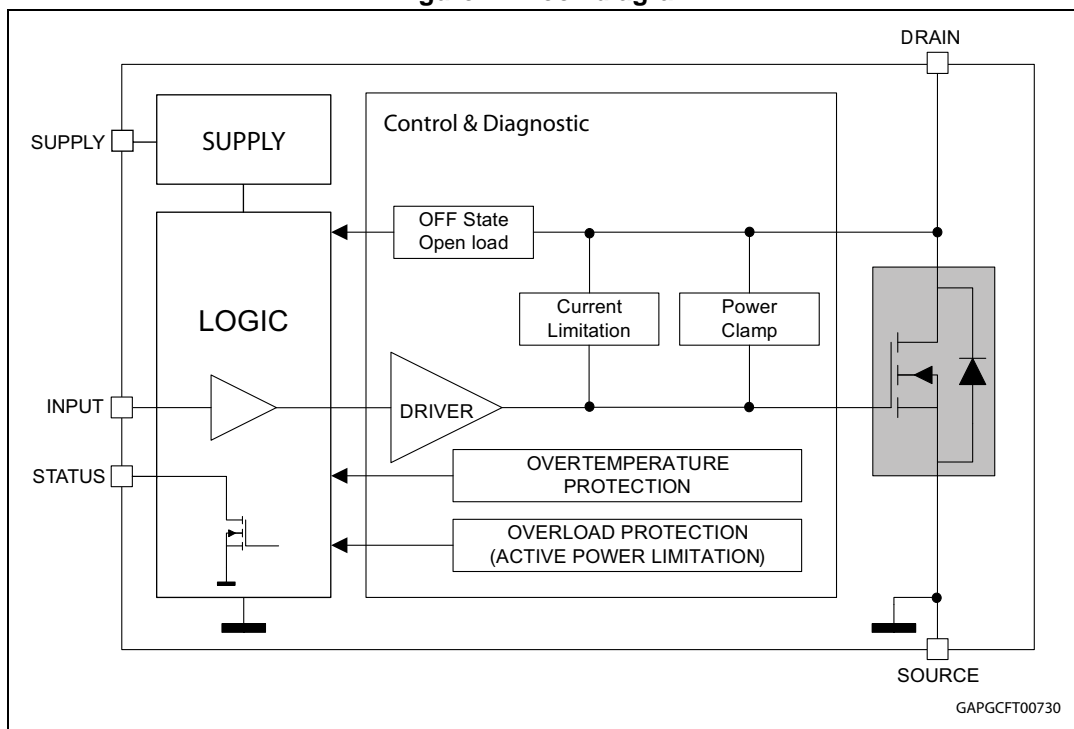 DRAIN
SUPPLY
SUPPLY
Control & Diagnostic
OFF State
Open load
LOGIC
Current
Limitation
Power
Clamp
INPUT
DRIVER
STATUS
OVERTEMPERATURE
PROTECTION
OVERLOAD PROTECTION
(ACTIVE POWER LIMITATION)
SOURCE
GAPGCFT00730